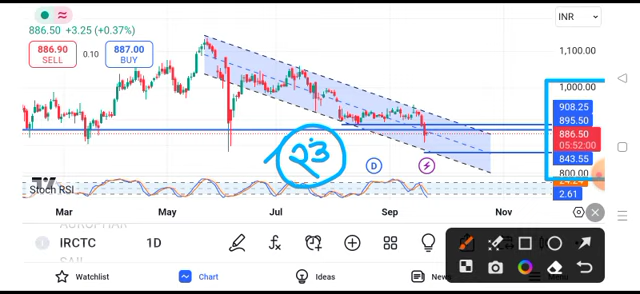 886.50 +3.25 (+0.37%)
INR
886.90 SELL 0.10 887.00 BUY
1,100.00
1,000.00
908.25
895.50
886.50
05:52:00
843.55
800.00
D
Stoch RSI
24.24
2.61
Mar May Jul Sep Nov
IRCTC 1D
Watchlist Chart Ideas News